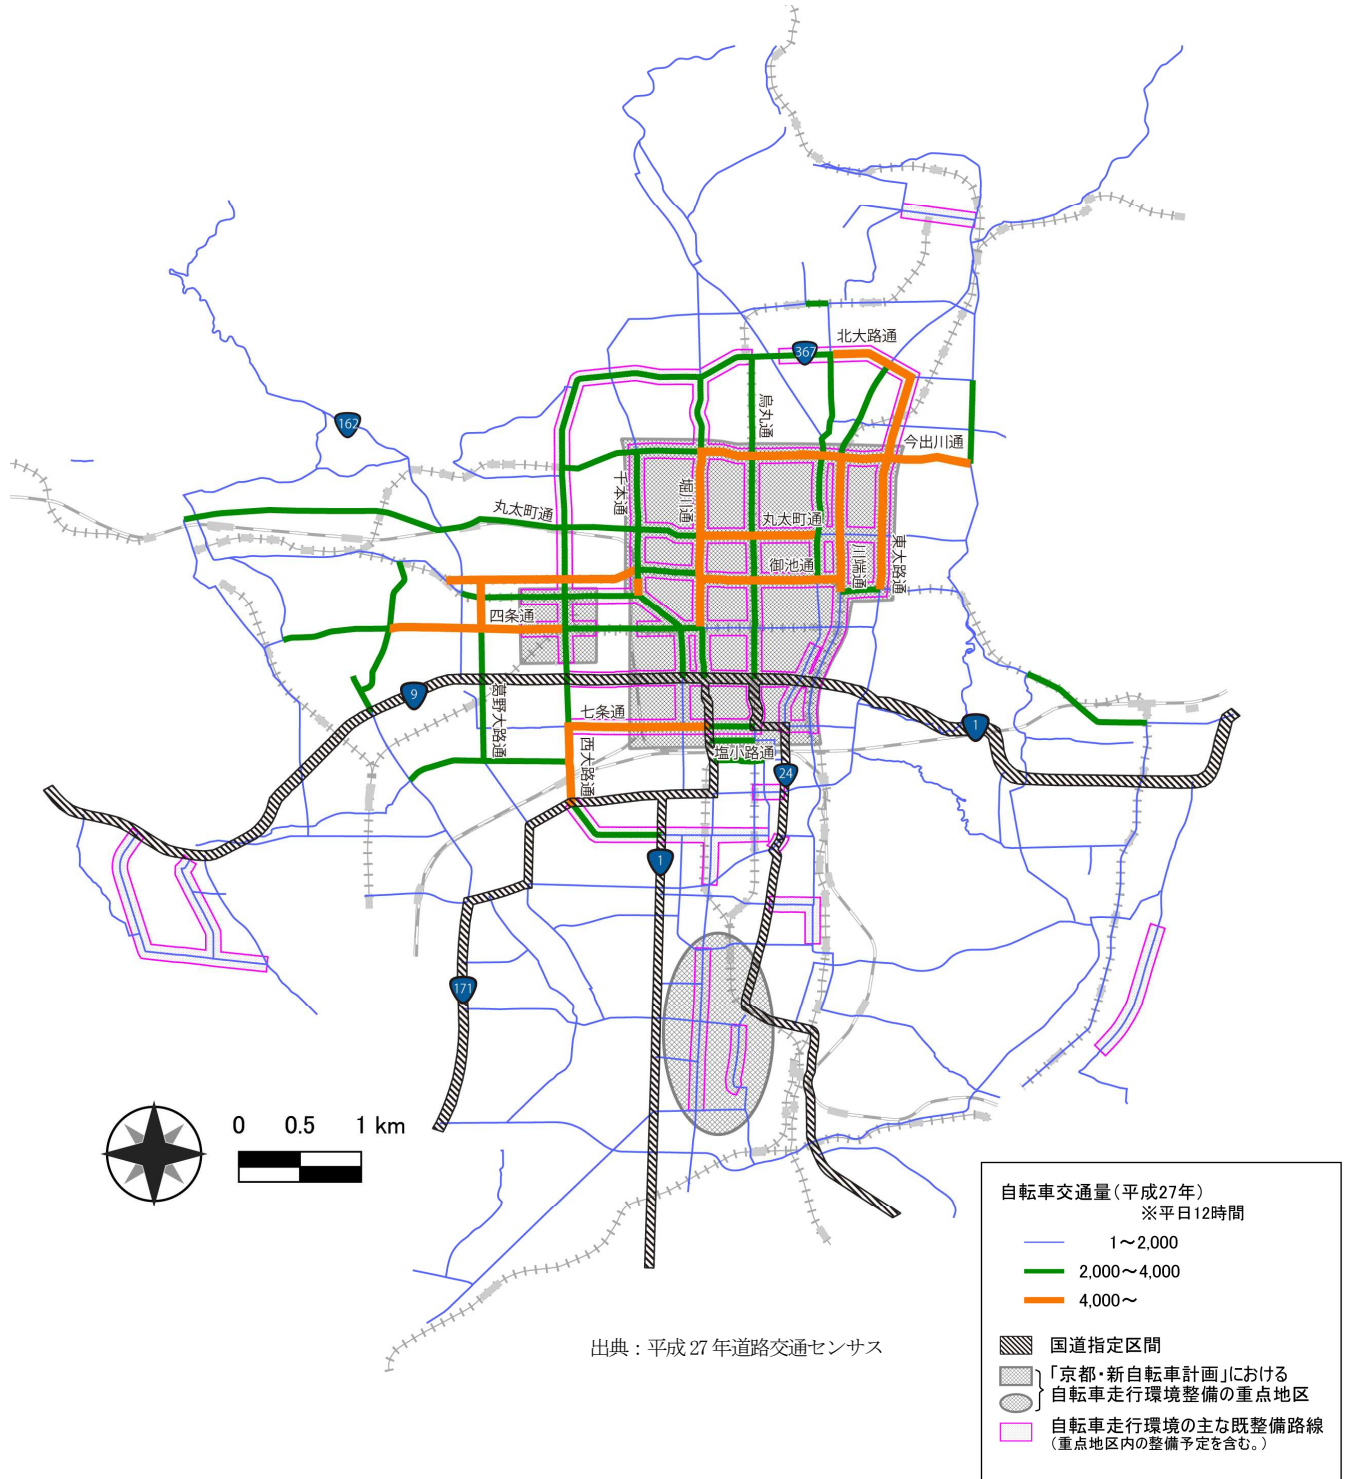 北大路通
367
烏丸通
162
今出川通
千本通
堀川通
丸太町通
丸太町通
東大路通
御池通
川端通
四条通
9
葛野大路通
七条通
1
西大路通
塩小路通
24
1
171
0 0.5 1 km
自転車交通量(平成27年)
※平日12時間
1～2,000
2,000～4,000
4,000～
国道指定区間
「京都・新自転車計画」における
自転車走行環境整備の重点地区
自転車走行環境の主な既整備路線
(重点地区内の整備予定を含む。)
出典：平成 27 年道路交通センサス